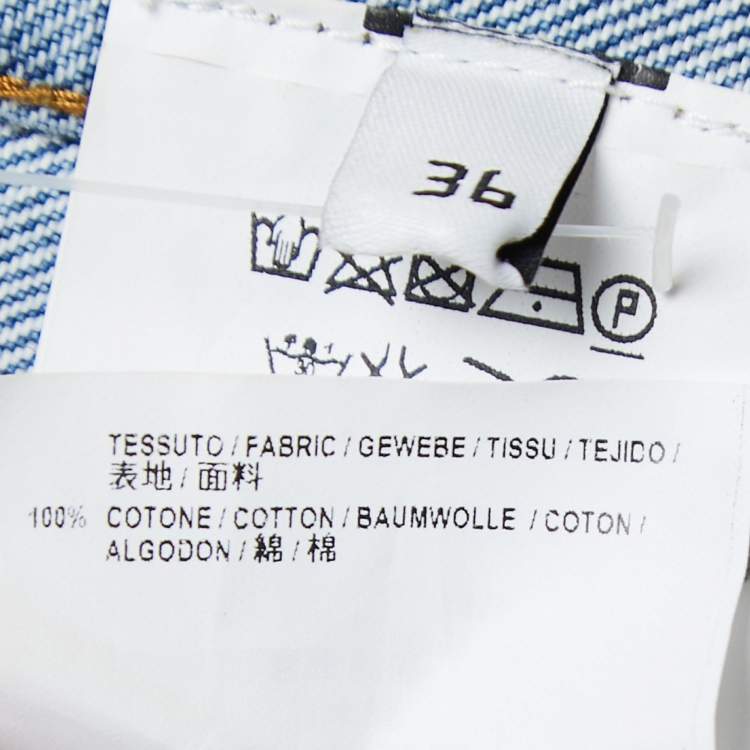 36
P
TESSUTO / FABRIC / GEWEBE / TISSU / TEJIDO /
表地 / 面料
100% COTONE / COTTON / BAUMWOLLE / COTON /
ALGODON / 綿 / 棉